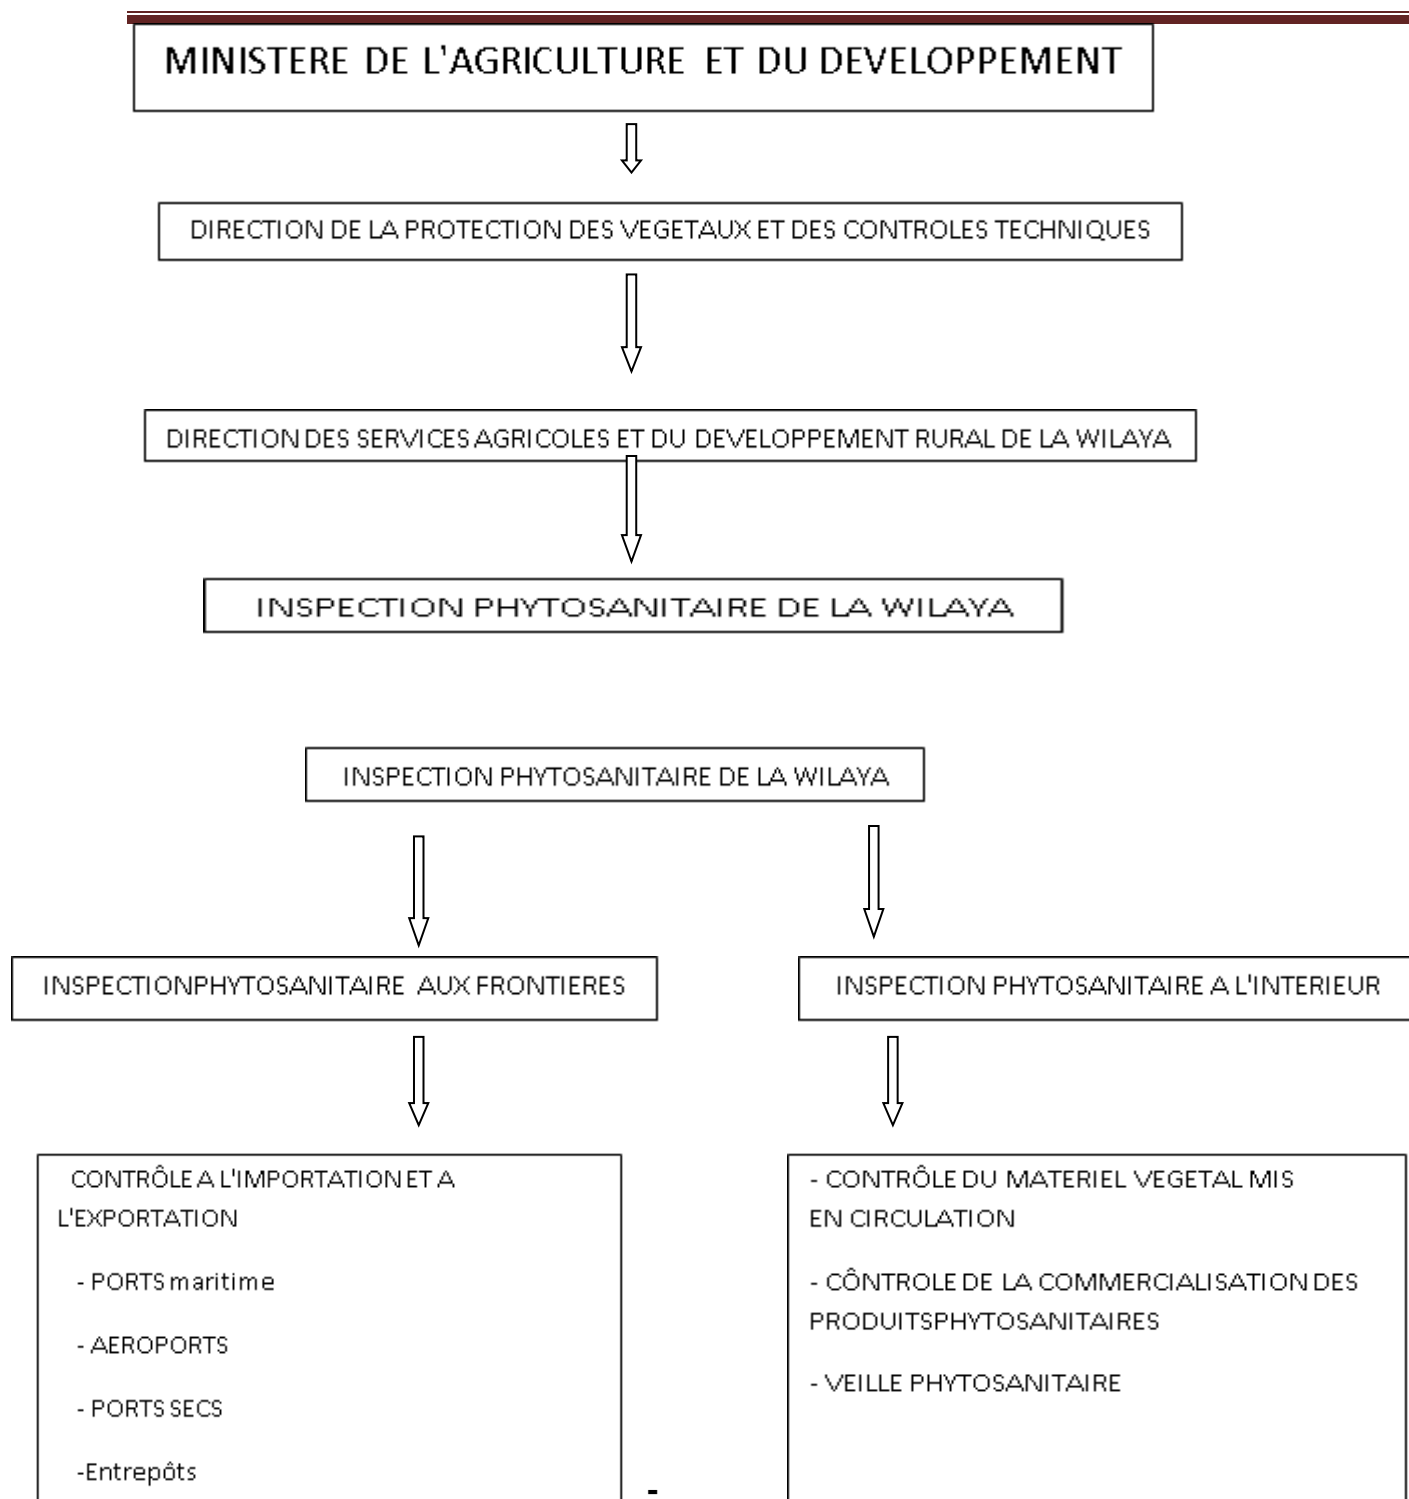 MINISTERE DE L'AGRICULTURE ET DU DEVELOPPEMENT
DIRECTION DE LA PROTECTION DES VEGETAUX ET DES CONTROLES TECHNIQUES
DIRECTION DES SERVICES AGRICOLES ET DU DEVELOPPEMENT RURAL DE LA WILAYA
INSPECTION PHYTOSANITAIRE DE LA WILAYA
INSPECTION PHYTOSANITAIRE DE LA WILAYA
INSPECTIONPHYTOSANITAIRE AUX FRONTIERES
INSPECTION PHYTOSANITAIRE A L'INTERIEUR
CONTRÔLE A L'IMPORTATION ET A
L'EXPORTATION
- PORTS maritime
- AEROPORTS
- PORTS SECS
-Entrepôts
- CONTRÔLE DU MATERIEL VEGETAL MIS
EN CIRCULATION
- CÔNTROLE DE LA COMMERCIALISATION DES
PRODUITSPHYTOSANITAIRES
- VEILLE PHYTOSANITAIRE
-